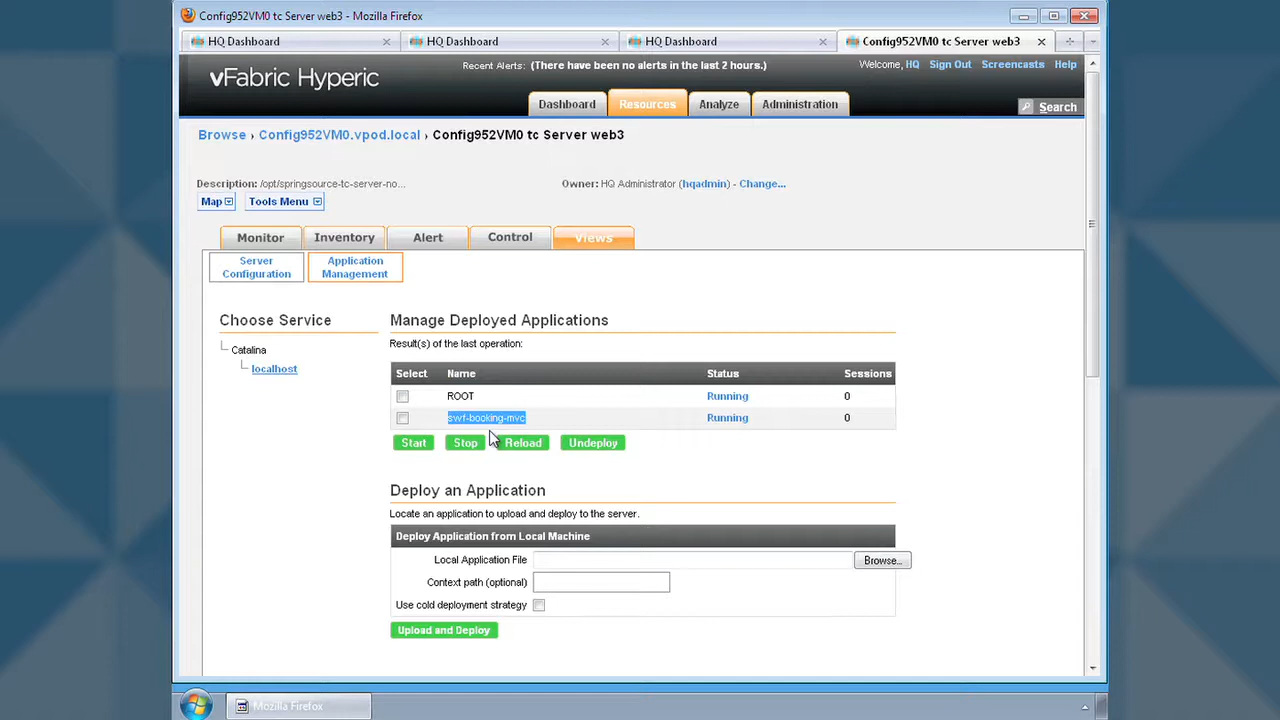 Config952VM0 tc Server web3 - Mozilla Firefox
HQ Dashboard
HQ Dashboard
HQ Dashboard
Config952VM0 tc Server web3
vFabric Hyperic
Recent Alerts: (There have been no alerts in the last 2 hours.)
Welcome, HQ Sign Out Screencasts Help
Dashboard Resources Analyze Administration
Search
Browse › Config952VM0.vpod.local › Config952VM0 tc Server web3
Description: /opt/springsource-tc-server-no...
Owner: HQ Administrator (hqadmin) - Change...
Map Tools Menu
Monitor Inventory Alert Control Views
Server Configuration
Application Management
Choose Service
Catalina
localhost
Manage Deployed Applications
Result(s) of the last operation:
Select Name Status Sessions
ROOT Running 0
swf-booking-mvc Running 0
Start Stop Reload Undeploy
Deploy an Application
Locate an application to upload and deploy to the server.
Deploy Application from Local Machine
Local Application File Browse...
Context path (optional)
Use cold deployment strategy
Upload and Deploy
Mozilla Firefox